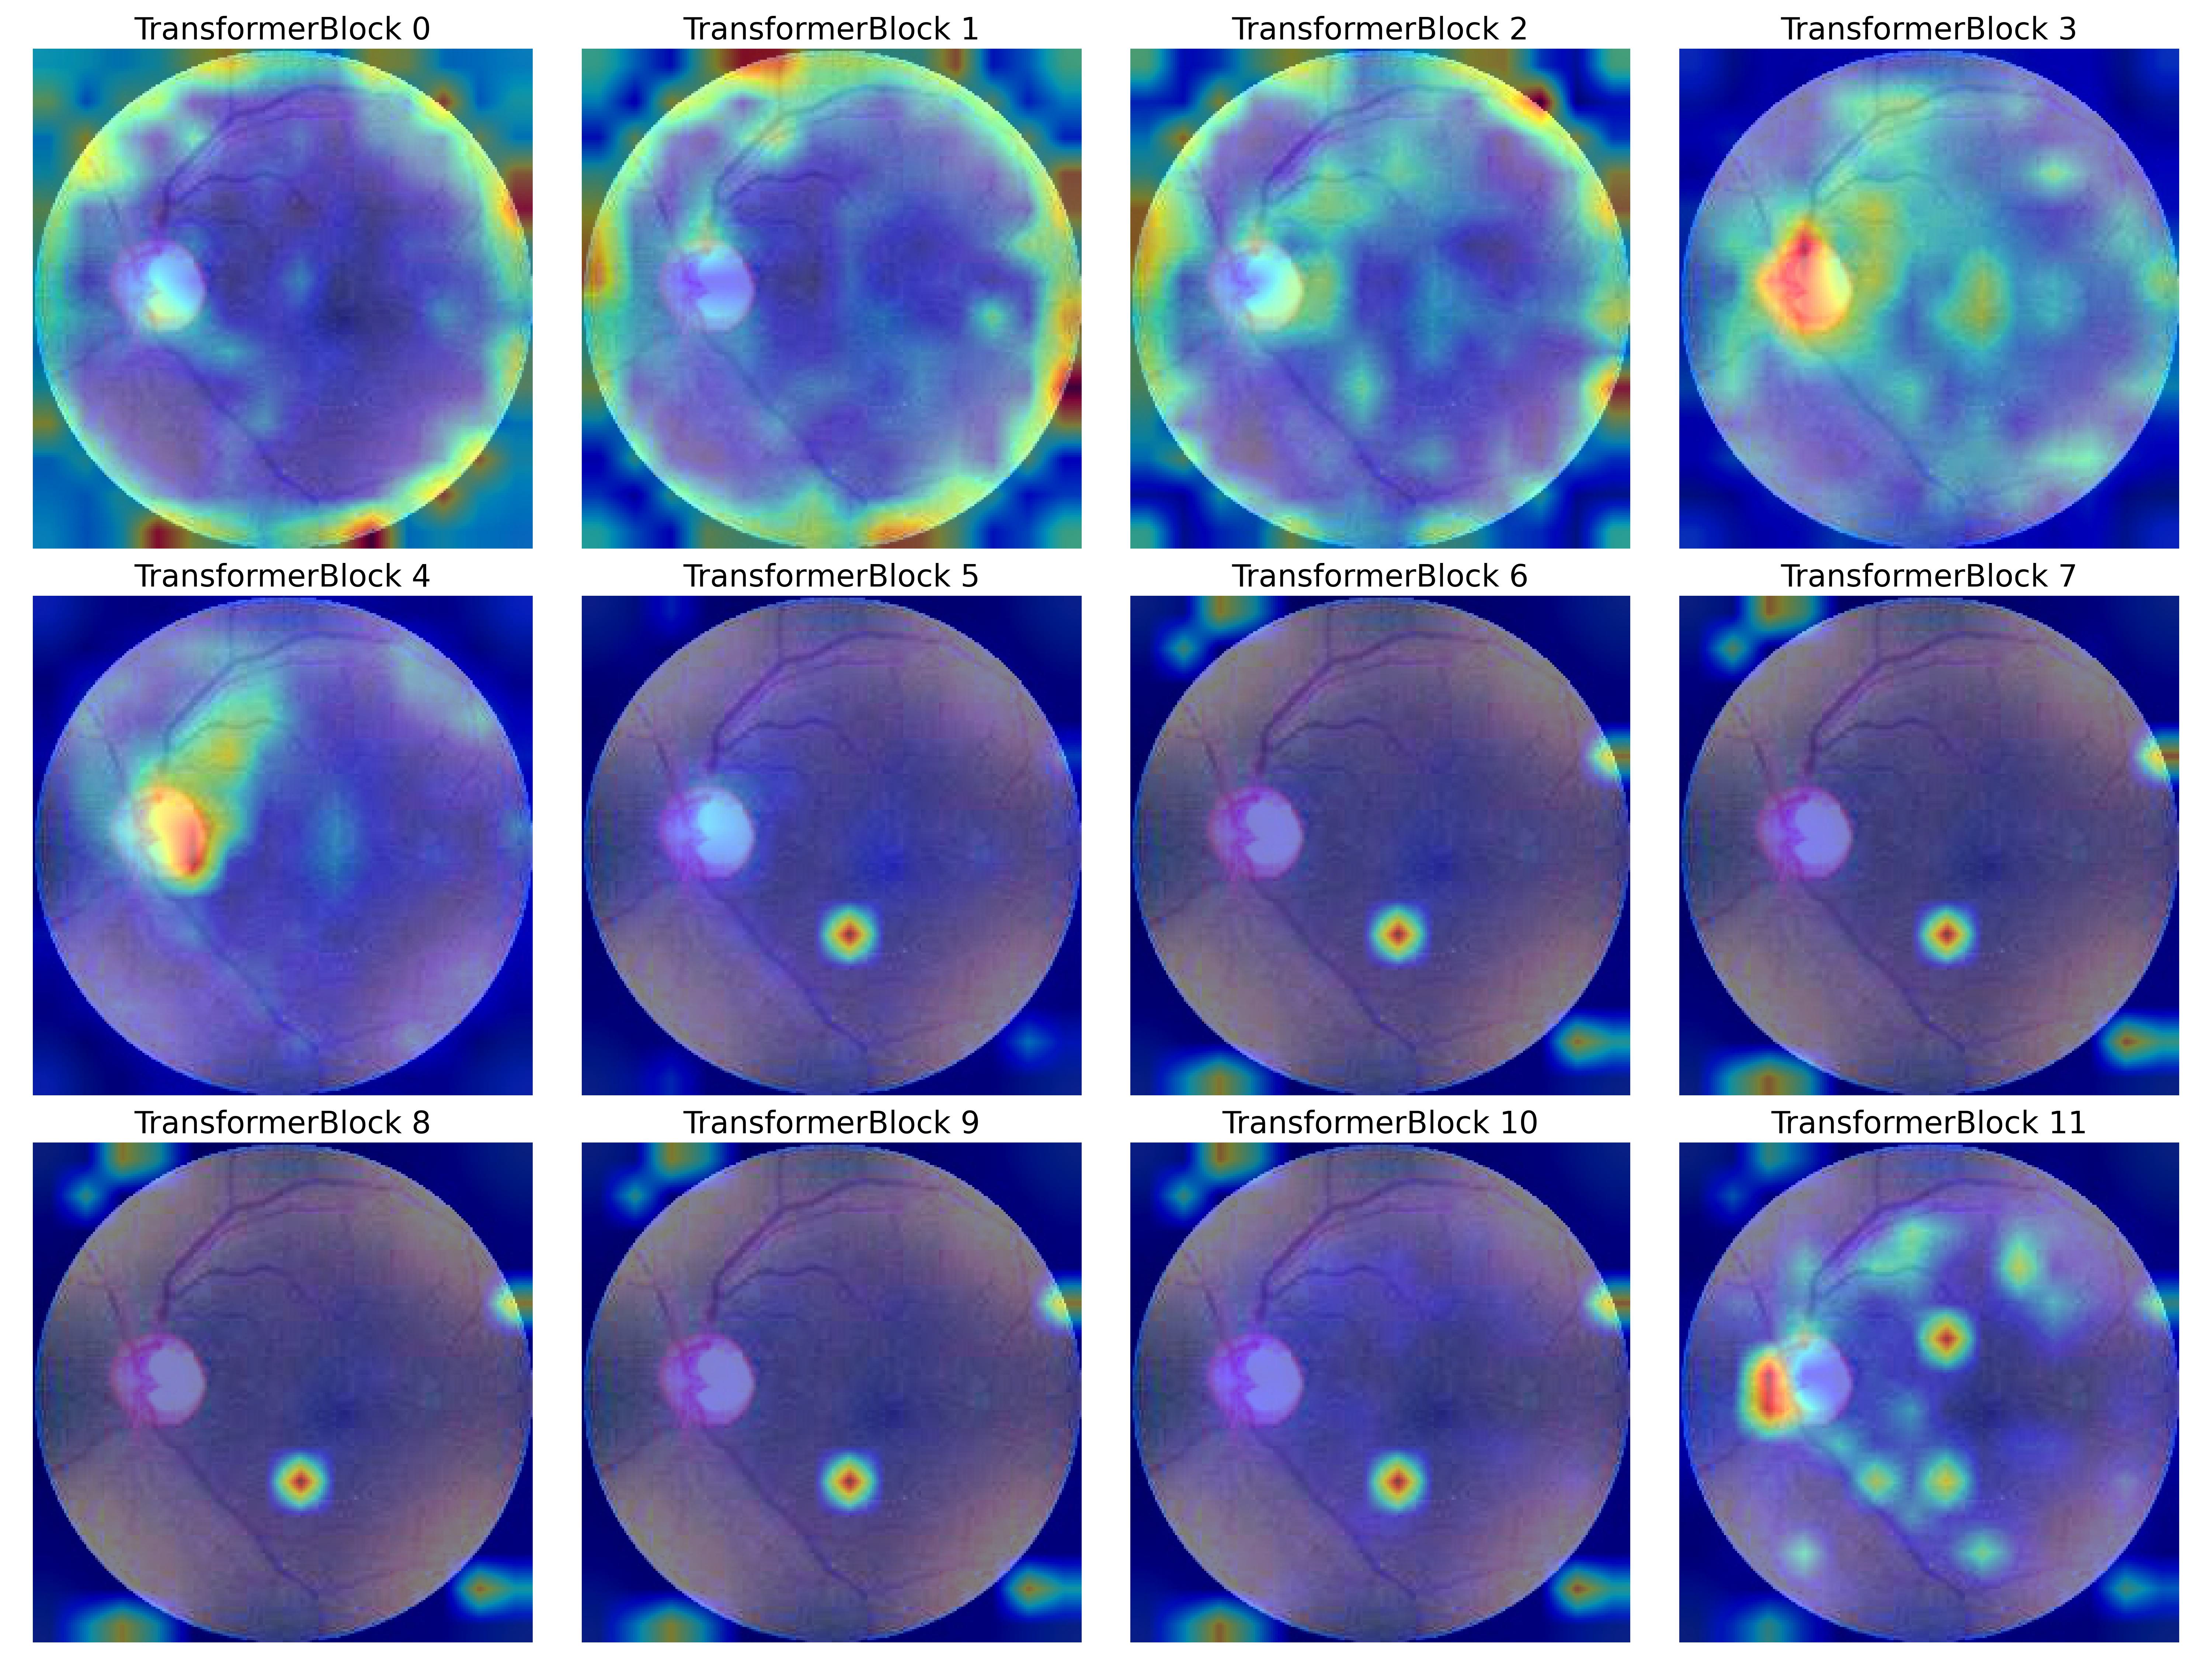 TransformerBlock 0
TransformerBlock 1
TransformerBlock 2
TransformerBlock 3
TransformerBlock 4
TransformerBlock 5
TransformerBlock 6
TransformerBlock 7
TransformerBlock 8
TransformerBlock 9
TransformerBlock 10
TransformerBlock 11